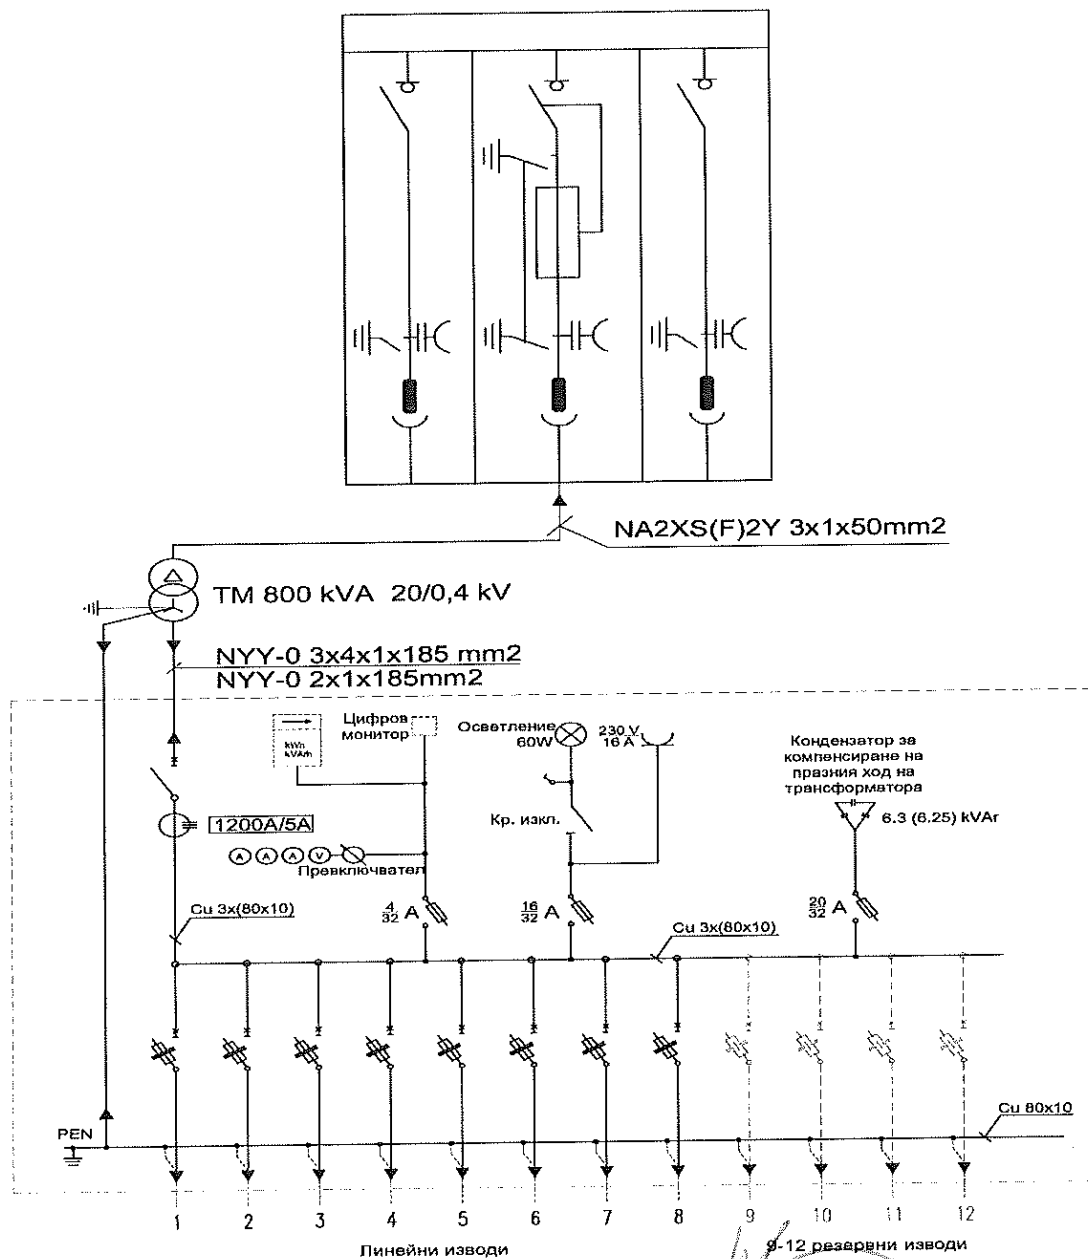 NA2XS(F)2Y 3x1x50mm2
TM 800 kVA 20/0,4 kV
NYY-0 3x4x1x185 mm2
NYY-0 2x1x185mm2
kWh
kVArh
Цифров
монитор
Осветление
60W
230 V
16 A
Кондензатор за
компенсиране на
празния ход на
трансформатора
6.3 (6.25) kVAr
1200A/5A
Кр. изкл.
A A A V
Превключвател
Cu 3x(80x10)
4
32 A
16
32 A
20
32 A
Cu 3x(80x10)
Cu 80x10
PEN
1 2 3 4 5 6 7 8 9 10 11 12
Линейни изводи
9-12 резервни изводи